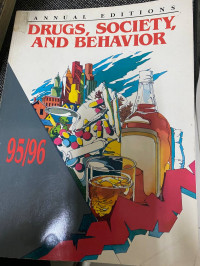 ANNUAL EDITIONS
DRUGS, SOCIETY,
AND BEHAVIOR
95/96